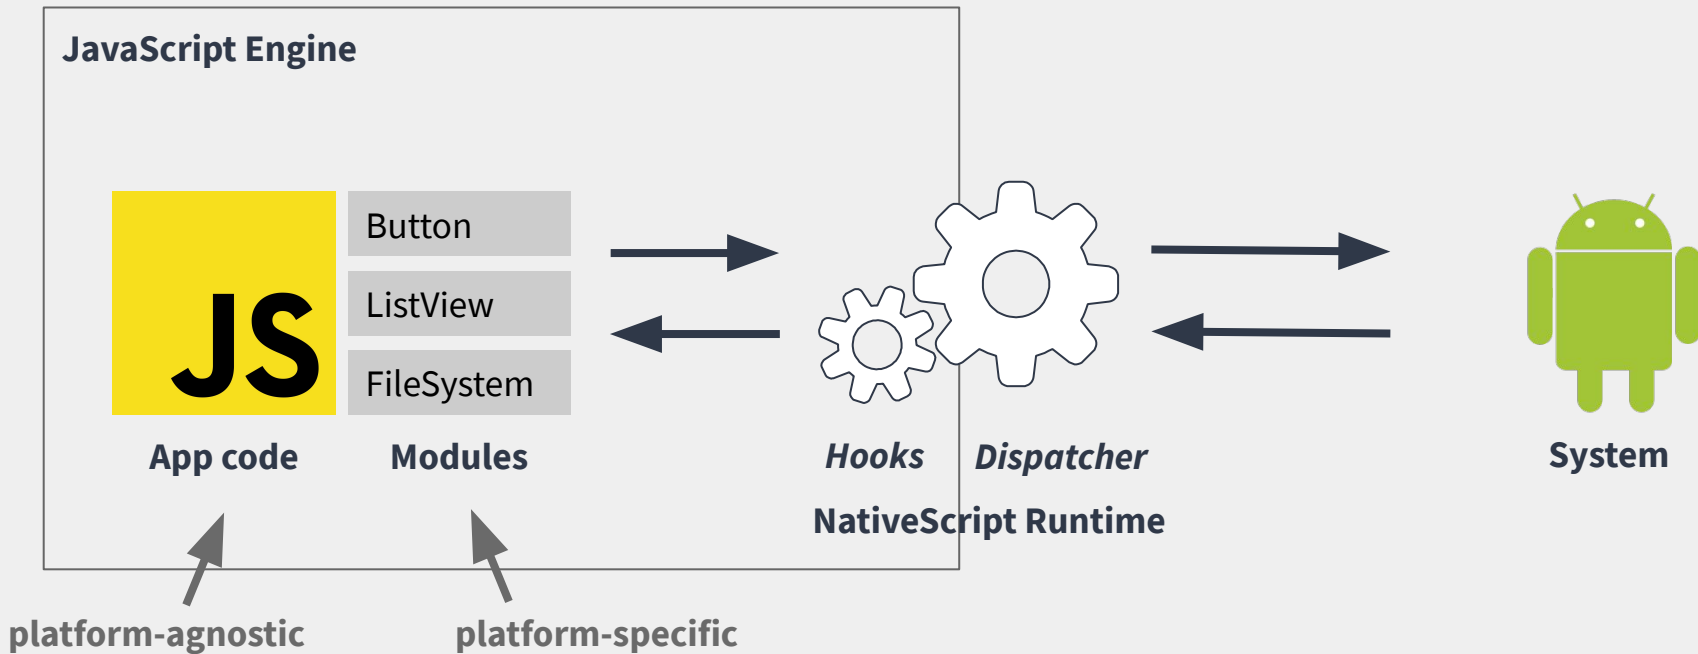 JavaScript Engine
JS
Button
ListView
FileSystem
App code
Modules
Hooks
Dispatcher
System
NativeScript Runtime
platform-agnostic
platform-specific